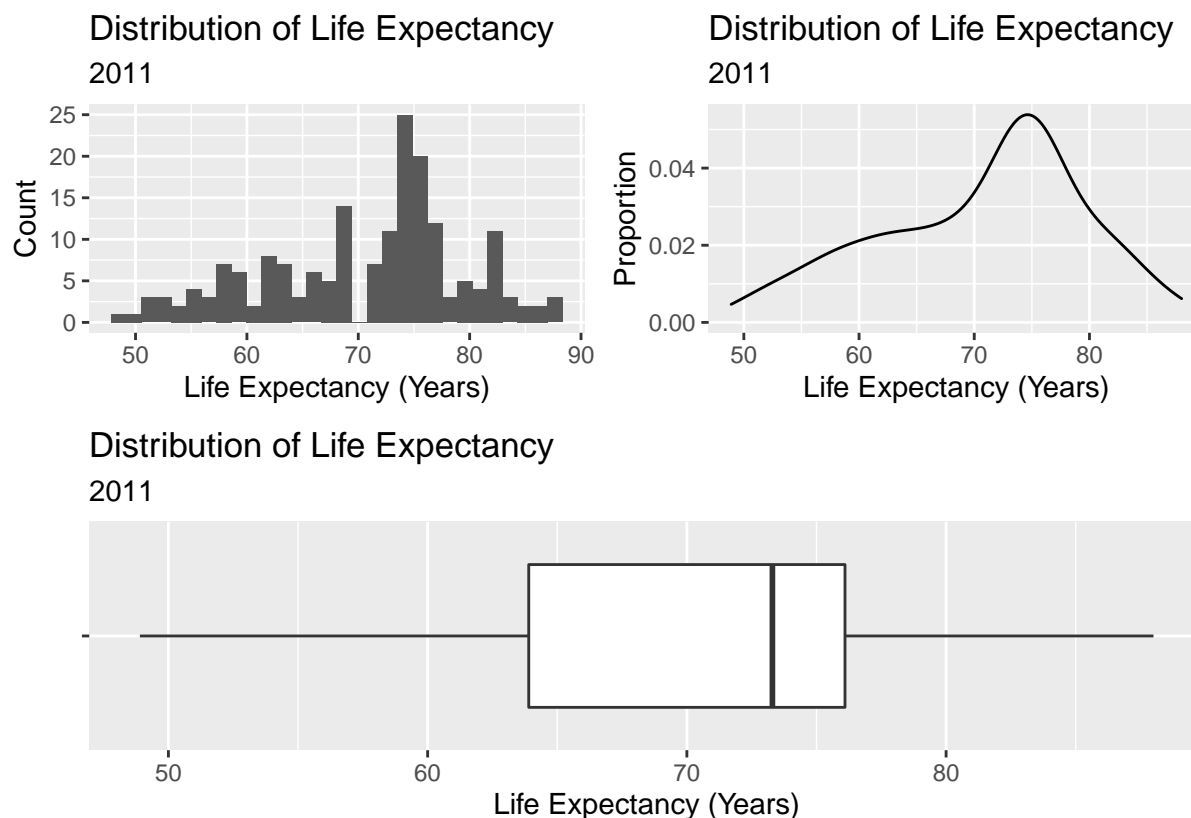 Distribution of Life Expectancy
2011
25
20
15
10
5
0
Count
50 60 70 80 90
Life Expectancy (Years)
Distribution of Life Expectancy
2011
0.04
0.02
0.00
Proportion
50 60 70 80
Life Expectancy (Years)
Distribution of Life Expectancy
2011
50 60 70 80
Life Expectancy (Years)